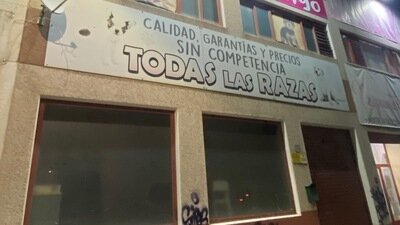 CALIDAD, GARANTÍAS Y PRECIOS
SIN COMPETENCIA
TODAS LAS RAZAS